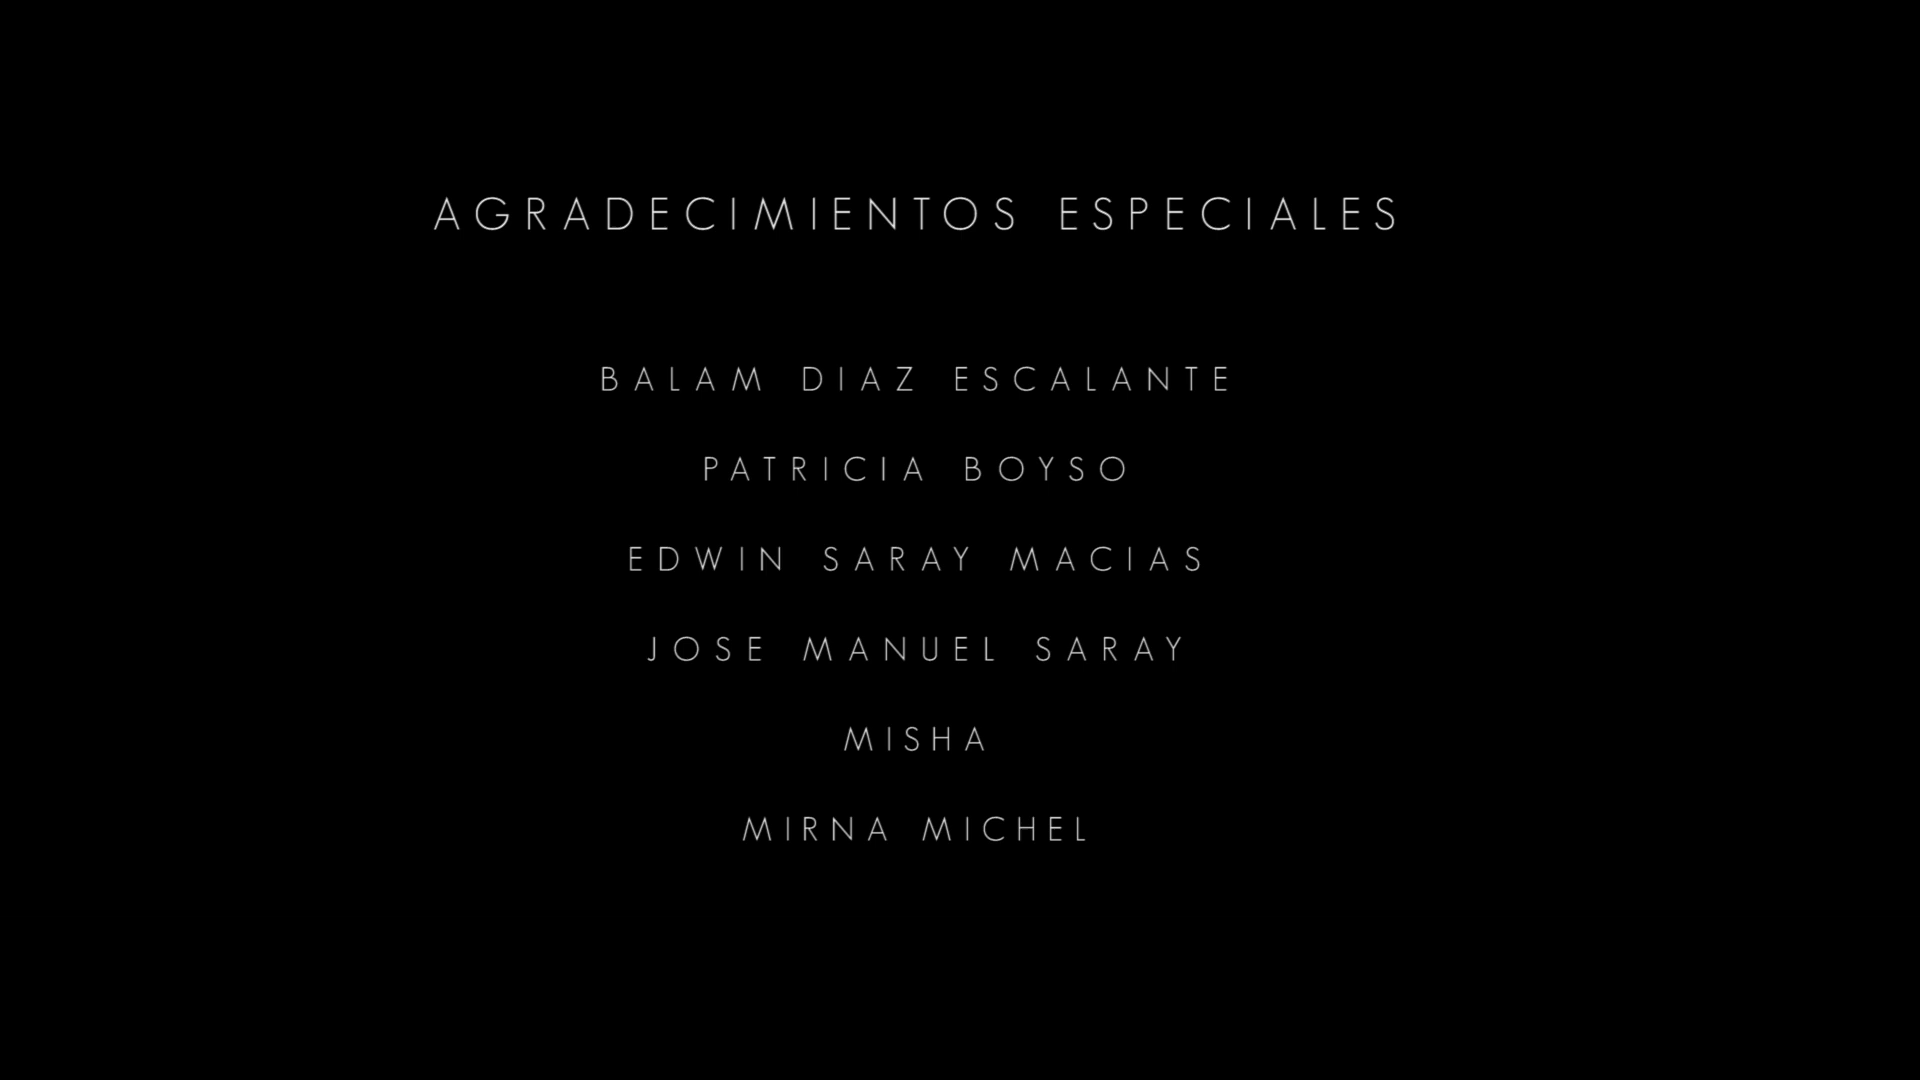 AGRADECIMIENTOS ESPECIALES
BALAM DIAZ ESCALANTE
PATRICIA BOYSO
EDWIN SARAY MACIAS
JOSE MANUEL SARAY
MISHA
MIRNA MICHEL